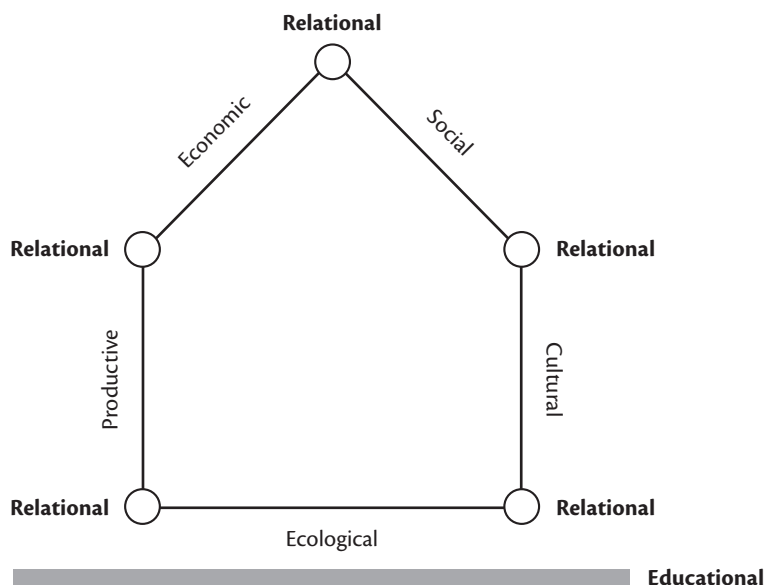 Relational
Economic
Social
Relational
Relational
Productive
Cultural
Relational
Relational
Ecological
Educational